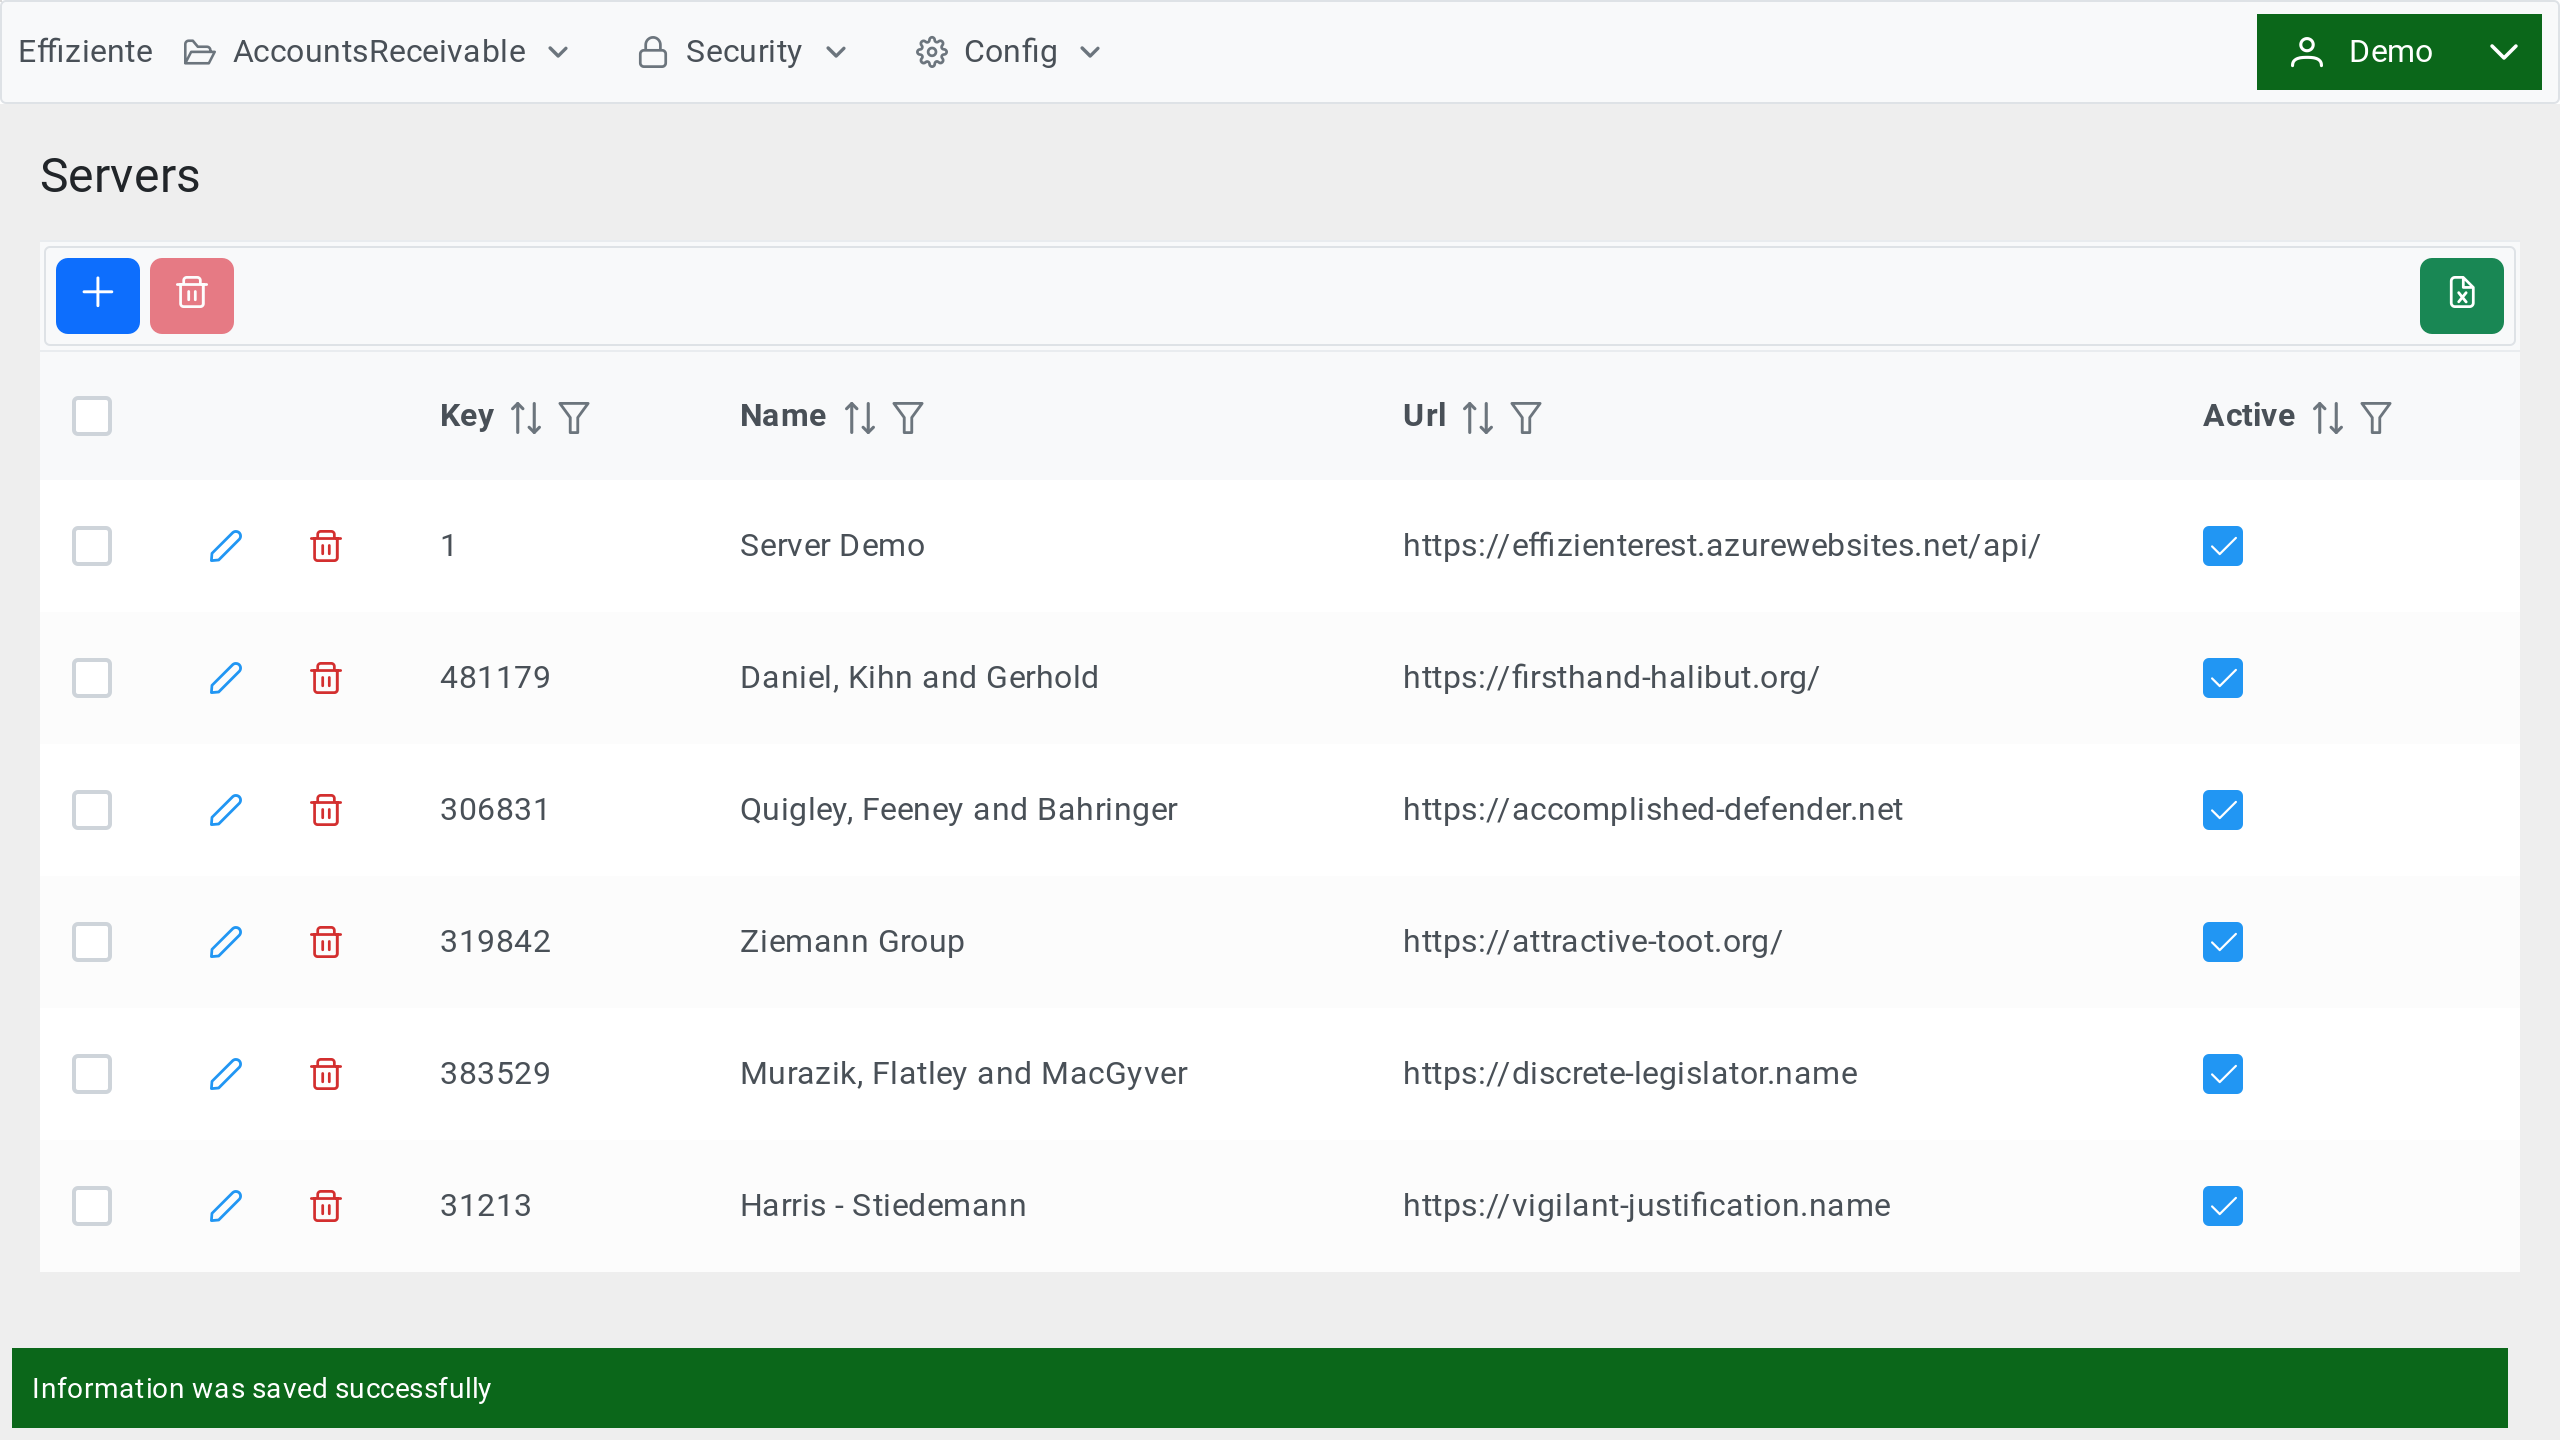 Effiziente AccountsReceivable Security Config Demo
Servers
Key Name Url Active
1 Server Demo https://effizienterest.azurewebsites.net/api/
481179 Daniel, Kihn and Gerhold https://firsthand-halibut.org/
306831 Quigley, Feeney and Bahringer https://accomplished-defender.net
319842 Ziemann Group https://attractive-toot.org/
383529 Murazik, Flatley and MacGyver https://discrete-legislator.name
31213 Harris - Stiedemann https://vigilant-justification.name
Information was saved successfully